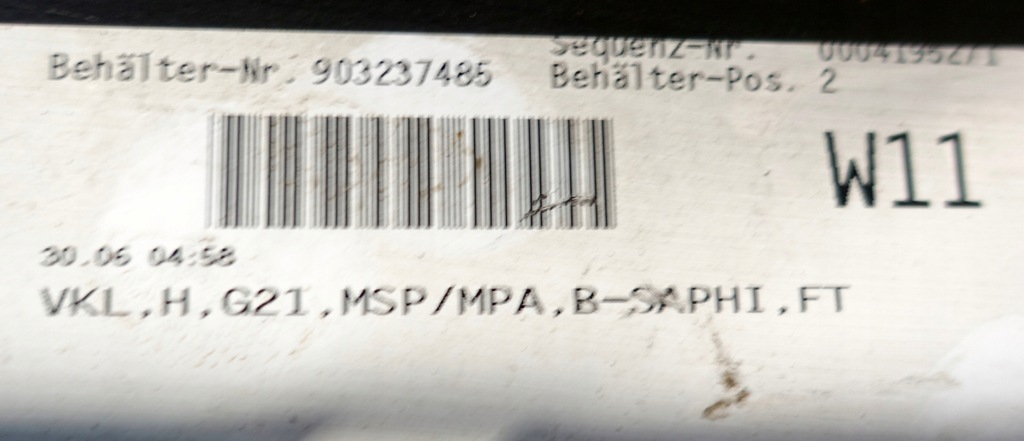 Sequenz-Nr. 0004195271
Behälter-Nr. 903237485 Behälter-Pos. 2
W11
30.06 04:58
VKL,H,G21,MSP/MPA,B-SAPHI,FT